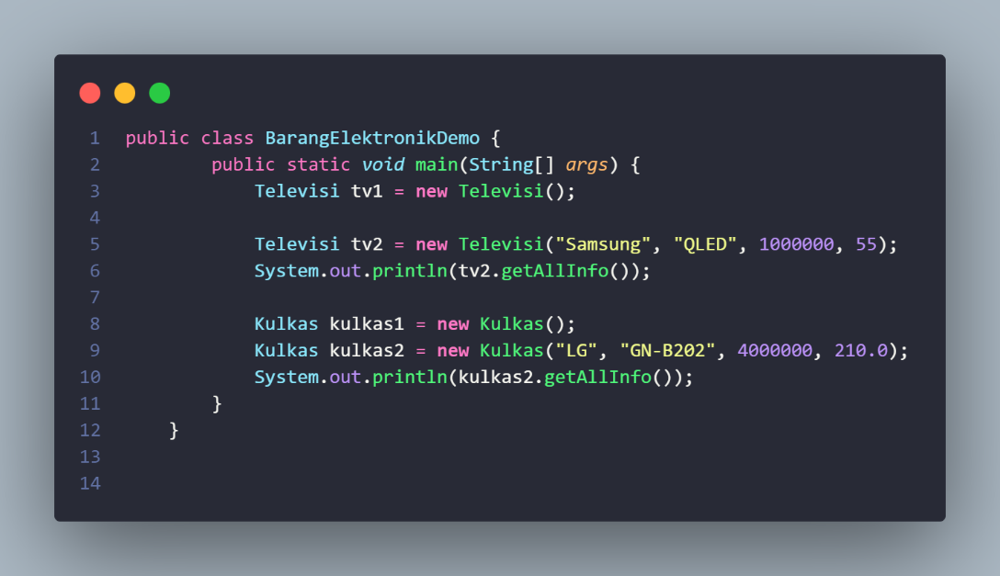 1 public class BarangElektronikDemo {
2 public static void main(String[] args) {
3 Televisi tv1 = new Televisi();
4
5 Televisi tv2 = new Televisi("Samsung", "QLED", 1000000, 55);
6 System.out.println(tv2.getAllInfo());
7
8 Kulkas kulkas1 = new Kulkas();
9 Kulkas kulkas2 = new Kulkas("LG", "GN-B202", 4000000, 210.0);
10 System.out.println(kulkas2.getAllInfo());
11 }
12 }
13
14